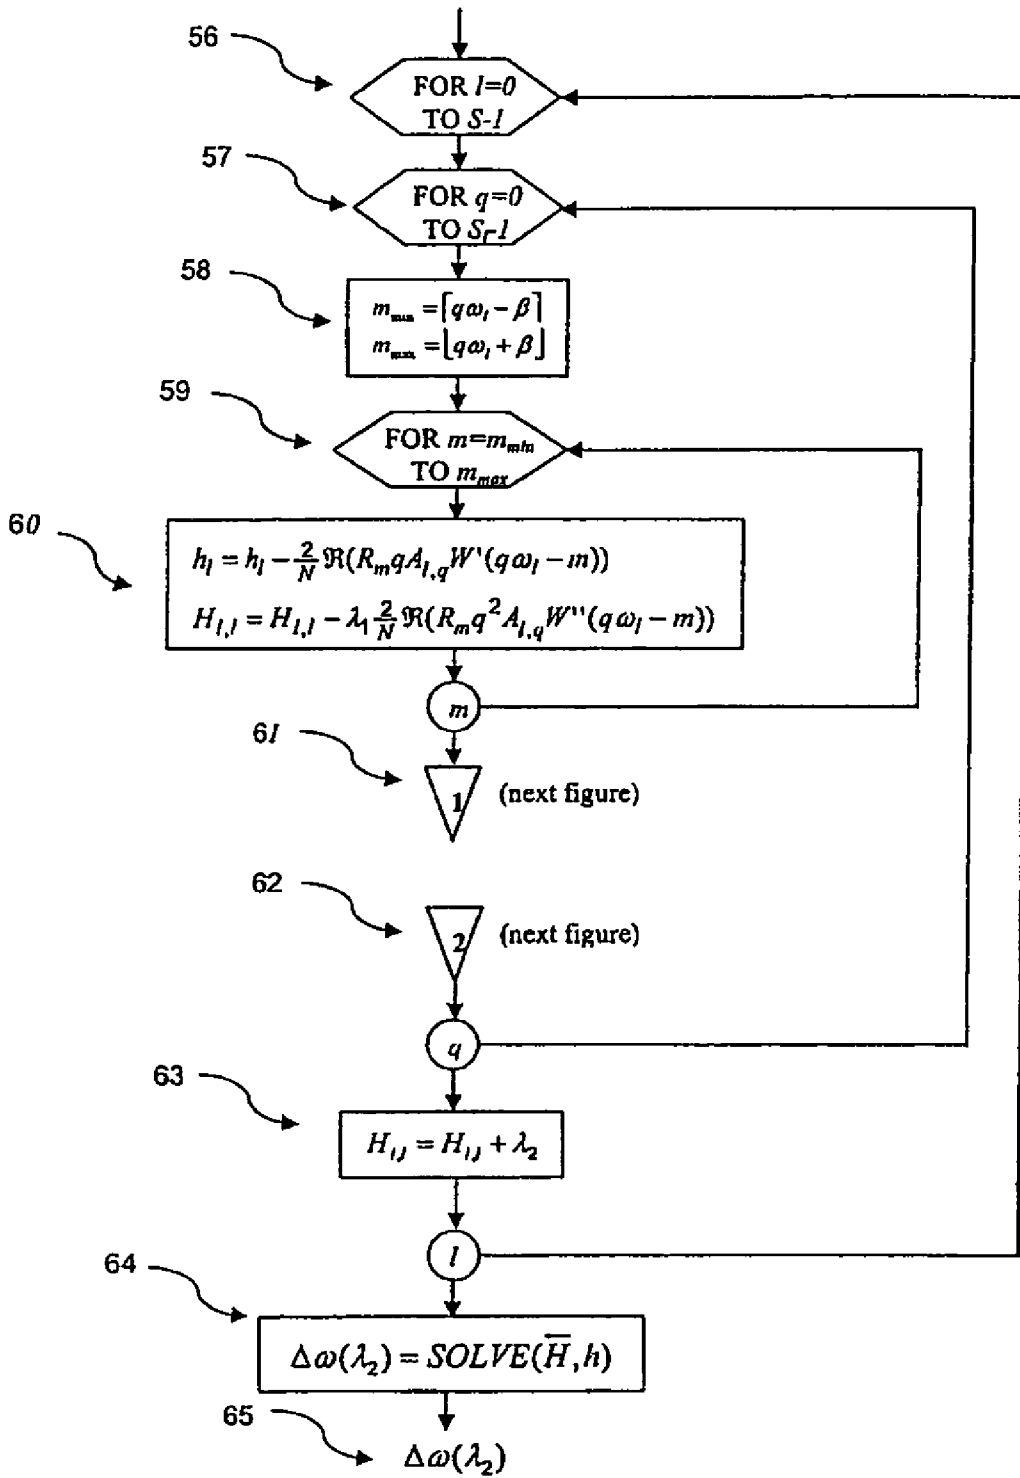 56
FOR l=0
TO S-1
57
FOR q=0
TO S_l-1
58
m_min = ⌈qω_l − β⌉
m_max = ⌊qω_l + β⌋
59
FOR m=m_min
TO m_max
60
h_l = h_l − 2/N ℜ(R_m q A_{l,q} W'(qω_l − m))
H_{l,l} = H_{l,l} − λ_1 2/N ℜ(R_m q^2 A_{l,q} W''(qω_l − m))
m
61
1 (next figure)
62
2 (next figure)
q
63
H_{l,l} = H_{l,l} + λ_2
l
64
Δω(λ_2) = SOLVE(H̅, h)
65
Δω(λ_2)